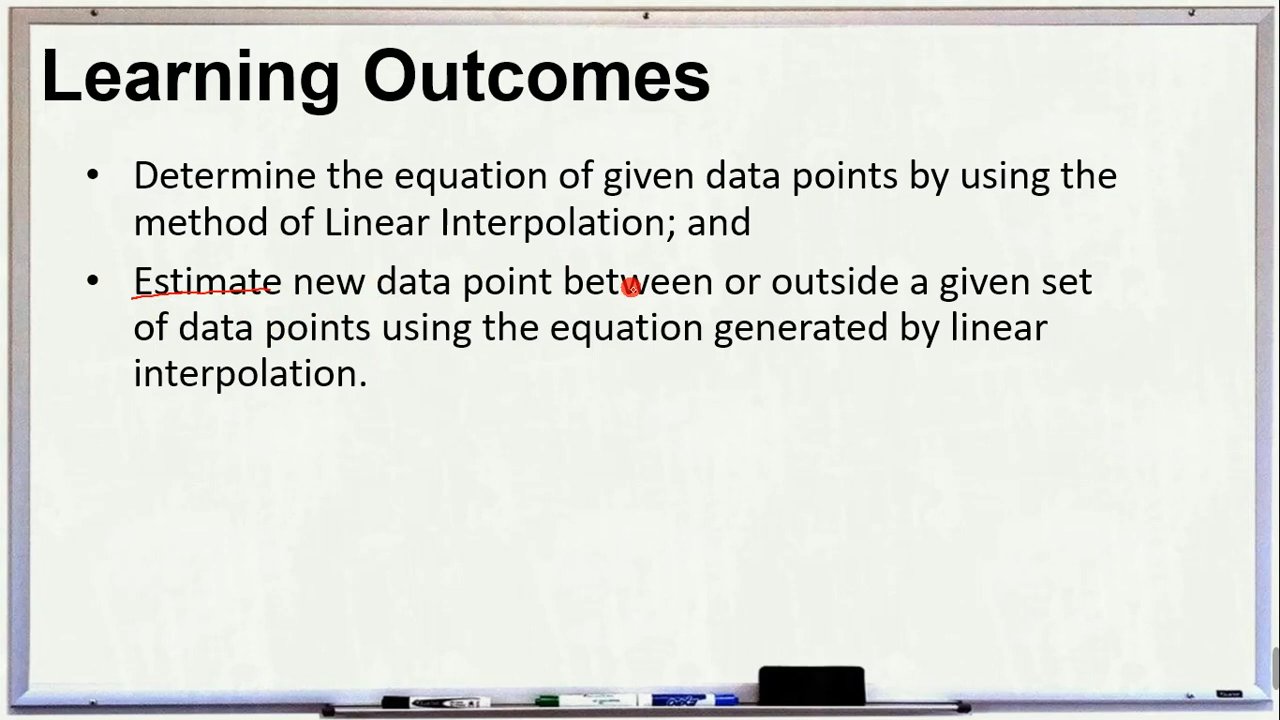 Learning Outcomes
• Determine the equation of given data points by using the
method of Linear Interpolation; and
• Estimate new data point between or outside a given set
of data points using the equation generated by linear
interpolation.